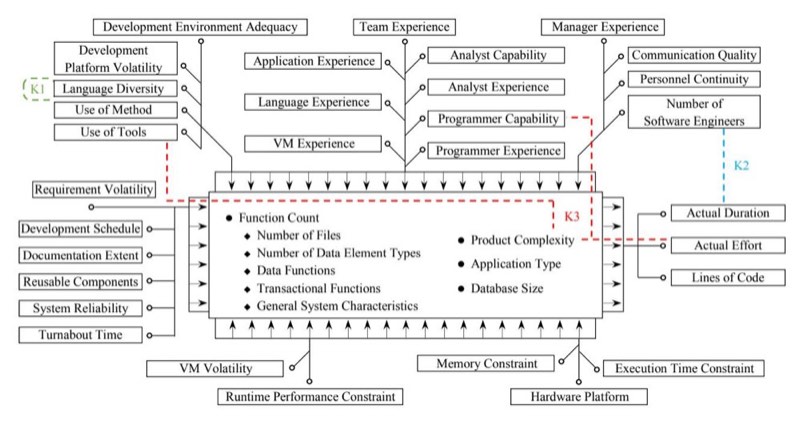 Development Environment Adequacy
Team Experience
Manager Experience
Development
Platform Volatility
K1
Language Diversity
Use of Method
Use of Tools
Application Experience
Language Experience
VM Experience
Analyst Capability
Analyst Experience
Programmer Capability
Programmer Experience
Communication Quality
Personnel Continuity
Number of
Software Engineers
K2
Requirement Volatility
Development Schedule
Documentation Extent
Reusable Components
System Reliability
Turnabout Time
Function Count
Number of Files
Number of Data Element Types
Data Functions
Transactional Functions
General System Characteristics
K3
Product Complexity
Application Type
Database Size
Actual Duration
Actual Effort
Lines of Code
VM Volatility
Runtime Performance Constraint
Memory Constraint
Execution Time Constraint
Hardware Platform